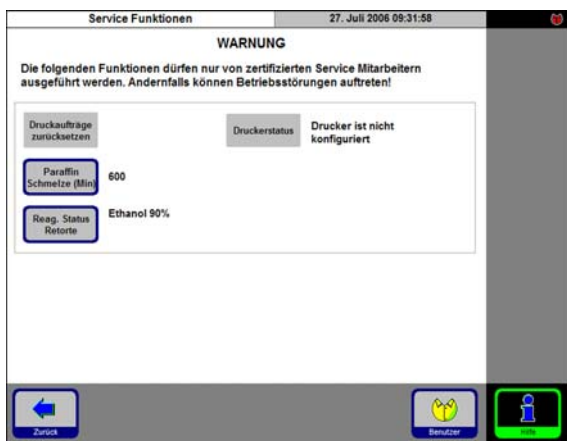 Service Funktionen
27. Juli 2006 09:31:58
WARNUNG
Die folgenden Funktionen dürfen nur von zertifizierten Service Mitarbeitern
ausgeführt werden. Andernfalls können Betriebsstörungen auftreten!
Druckaufträge
zurücksetzen
Druckerstatus
Drucker ist nicht
konfiguriert
Paraffin
Schmelze (Min)
600
Reag. Status
Retorte
Ethanol 90%
Zurück
Benutzer
Hilfe